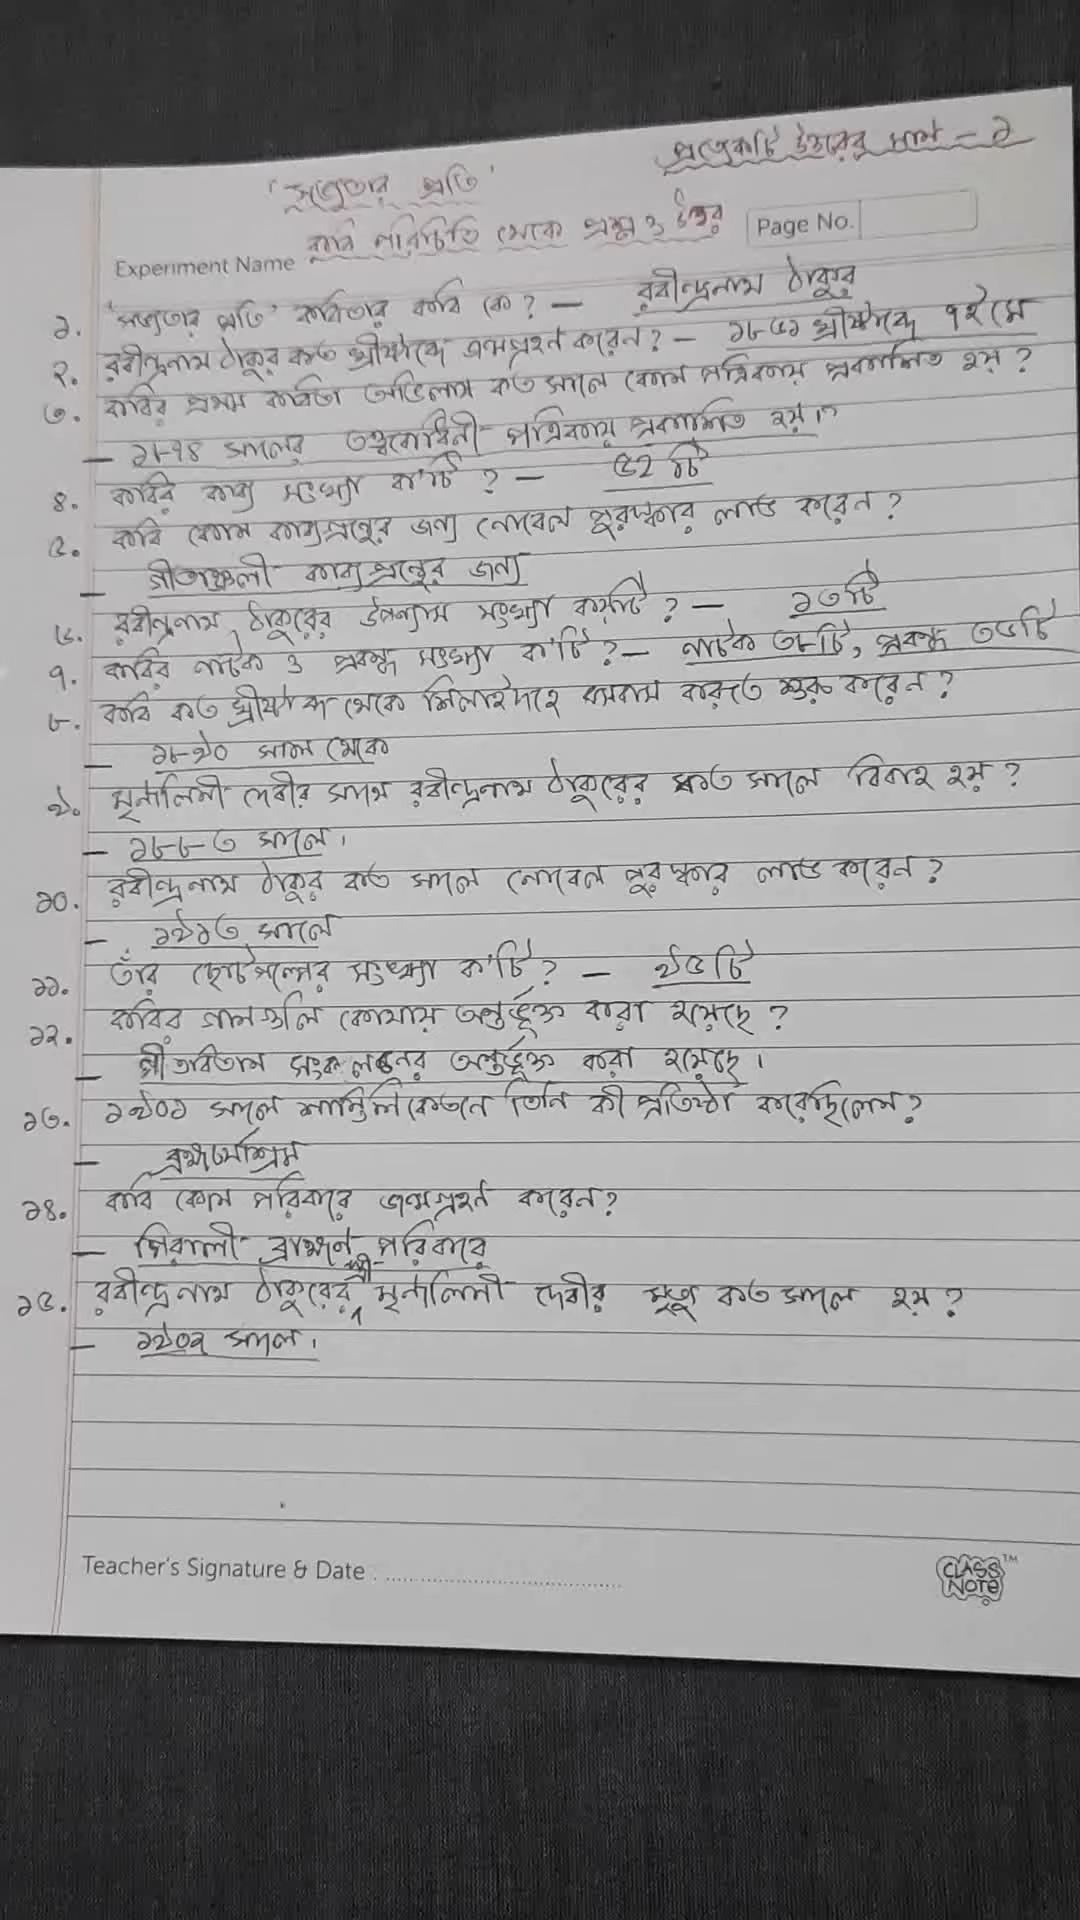 প্রত্যেকটি উত্তরের মান - ১
'সভ্যতার প্রতি'
কবি পরিচিতি থেকে প্রশ্ন ও উত্তর
Page No.
Experiment Name
১. 'সভ্যতার প্রতি' কবিতার কবি কে? — রবীন্দ্রনাথ ঠাকুর
২. রবীন্দ্রনাথ ঠাকুর কত খ্রীষ্টাব্দে জন্মগ্রহণ করেন? — ১৮৬১ খ্রীষ্টাব্দে ৭ই মে
৩. কবির প্রথম কবিতা অভিলাষ কত সালে কোন পত্রিকায় প্রকাশিত হয়?
— ১৮৭৪ সালের তত্ত্ববোধিনী পত্রিকায় প্রকাশিত হয়।
৪. কবির কাব্য সংখ্যা ক'টি? — ৫২ টি
৫. কবি কোন কাব্যগ্রন্থের জন্য নোবেল পুরস্কার লাভ করেন?
— গীতাঞ্জলী কাব্যগ্রন্থের জন্য
৬. রবীন্দ্রনাথ ঠাকুরের উপন্যাস সংখ্যা কয়টি? — ১৩টি
৭. কবির নাটক ও প্রবন্ধ সংখ্যা ক'টি? — নাটক ৩৮টি, প্রবন্ধ ৩৬টি
৮. কবি কত খ্রীষ্টাব্দ থেকে শিলাইদহে বসবাস করতে শুরু করেন?
— ১৮৯০ সাল থেকে
৯. মৃণালিনী দেবীর সাথে রবীন্দ্রনাথ ঠাকুরের কত সালে বিবাহ হয়?
— ১৮৮৩ সালে।
১০. রবীন্দ্রনাথ ঠাকুর কত সালে নোবেল পুরস্কার লাভ করেন?
— ১৯১৩ সালে
১১. তাঁর ছোটগল্পের সংখ্যা ক'টি? — ৯৫টি
১২. কবির গানগুলি কোথায় অন্তর্ভূক্ত করা হয়েছে?
— গীতবিতান সংকলনের অন্তর্ভূক্ত করা হয়েছে।
১৩. ১৯০১ সালে শান্তিনিকেতনে তিনি কী প্রতিষ্ঠা করেছিলেন?
— ব্রহ্মচর্যাশ্রম
১৪. কবি কোন পরিবারে জন্মগ্রহণ করেন?
— পিরালী ব্রাহ্মণ পরিবারে
১৫. রবীন্দ্রনাথ ঠাকুরের স্ত্রী মৃণালিনী দেবীর মৃত্যু কত সালে হয়?
— ১৯০২ সালে।
Teacher's Signature & Date :
CLASS NOTE™